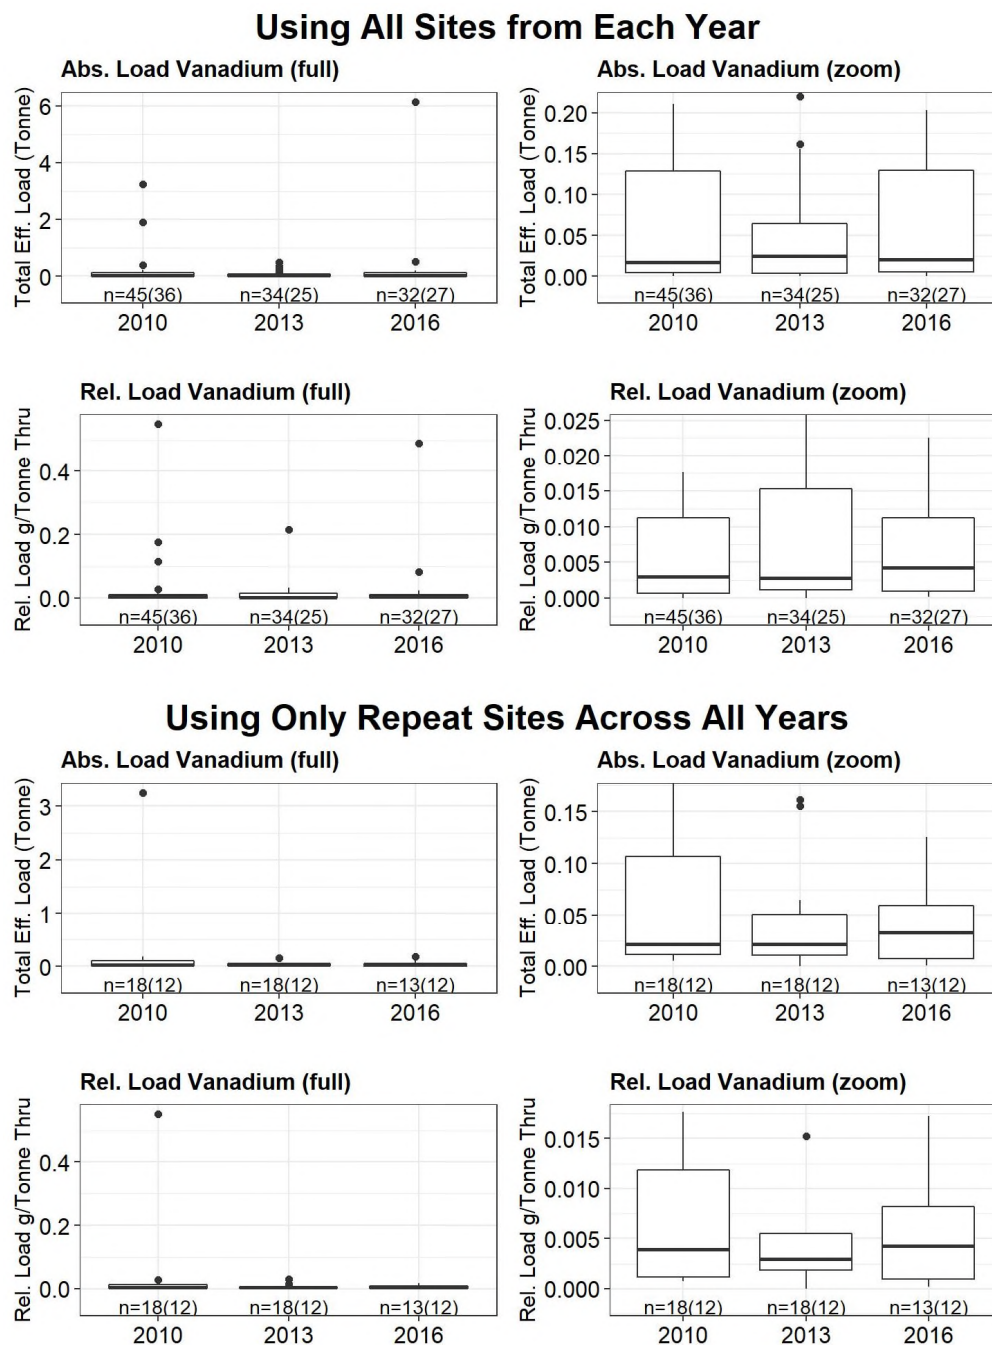 Using All Sites from Each Year
Abs. Load Vanadium (full)
Total Eff. Load (Tonne)
6
4
2
0
n=45(36) n=34(25) n=32(27)
2010 2013 2016
Abs. Load Vanadium (zoom)
Total Eff. Load (Tonne)
0.20
0.15
0.10
0.05
0.00
n=45(36) n=34(25) n=32(27)
2010 2013 2016
Rel. Load Vanadium (full)
Rel. Load g/Tonne Thru
0.4
0.2
0.0
n=45(36) n=34(25) n=32(27)
2010 2013 2016
Rel. Load Vanadium (zoom)
Rel. Load g/Tonne Thru
0.025
0.020
0.015
0.010
0.005
0.000
n=45(36) n=34(25) n=32(27)
2010 2013 2016
Using Only Repeat Sites Across All Years
Abs. Load Vanadium (full)
Total Eff. Load (Tonne)
3
2
1
0
n=18(12) n=18(12) n=13(12)
2010 2013 2016
Abs. Load Vanadium (zoom)
Total Eff. Load (Tonne)
0.15
0.10
0.05
0.00
n=18(12) n=18(12) n=13(12)
2010 2013 2016
Rel. Load Vanadium (full)
Rel. Load g/Tonne Thru
0.4
0.2
0.0
n=18(12) n=18(12) n=13(12)
2010 2013 2016
Rel. Load Vanadium (zoom)
Rel. Load g/Tonne Thru
0.015
0.010
0.005
0.000
n=18(12) n=18(12) n=13(12)
2010 2013 2016